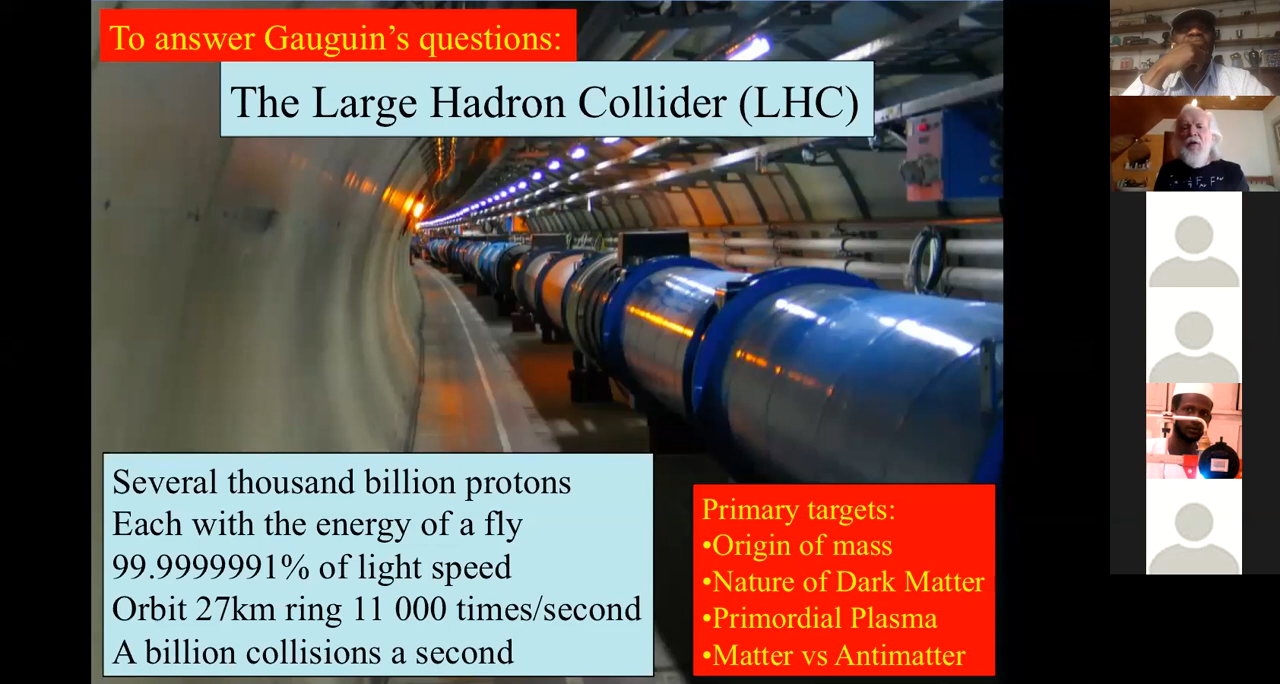 To answer Gauguin's questions:
The Large Hadron Collider (LHC)
Several thousand billion protons
Each with the energy of a fly
99.9999991% of light speed
Orbit 27km ring 11 000 times/second
A billion collisions a second
Primary targets:
•Origin of mass
•Nature of Dark Matter
•Primordial Plasma
•Matter vs Antimatter